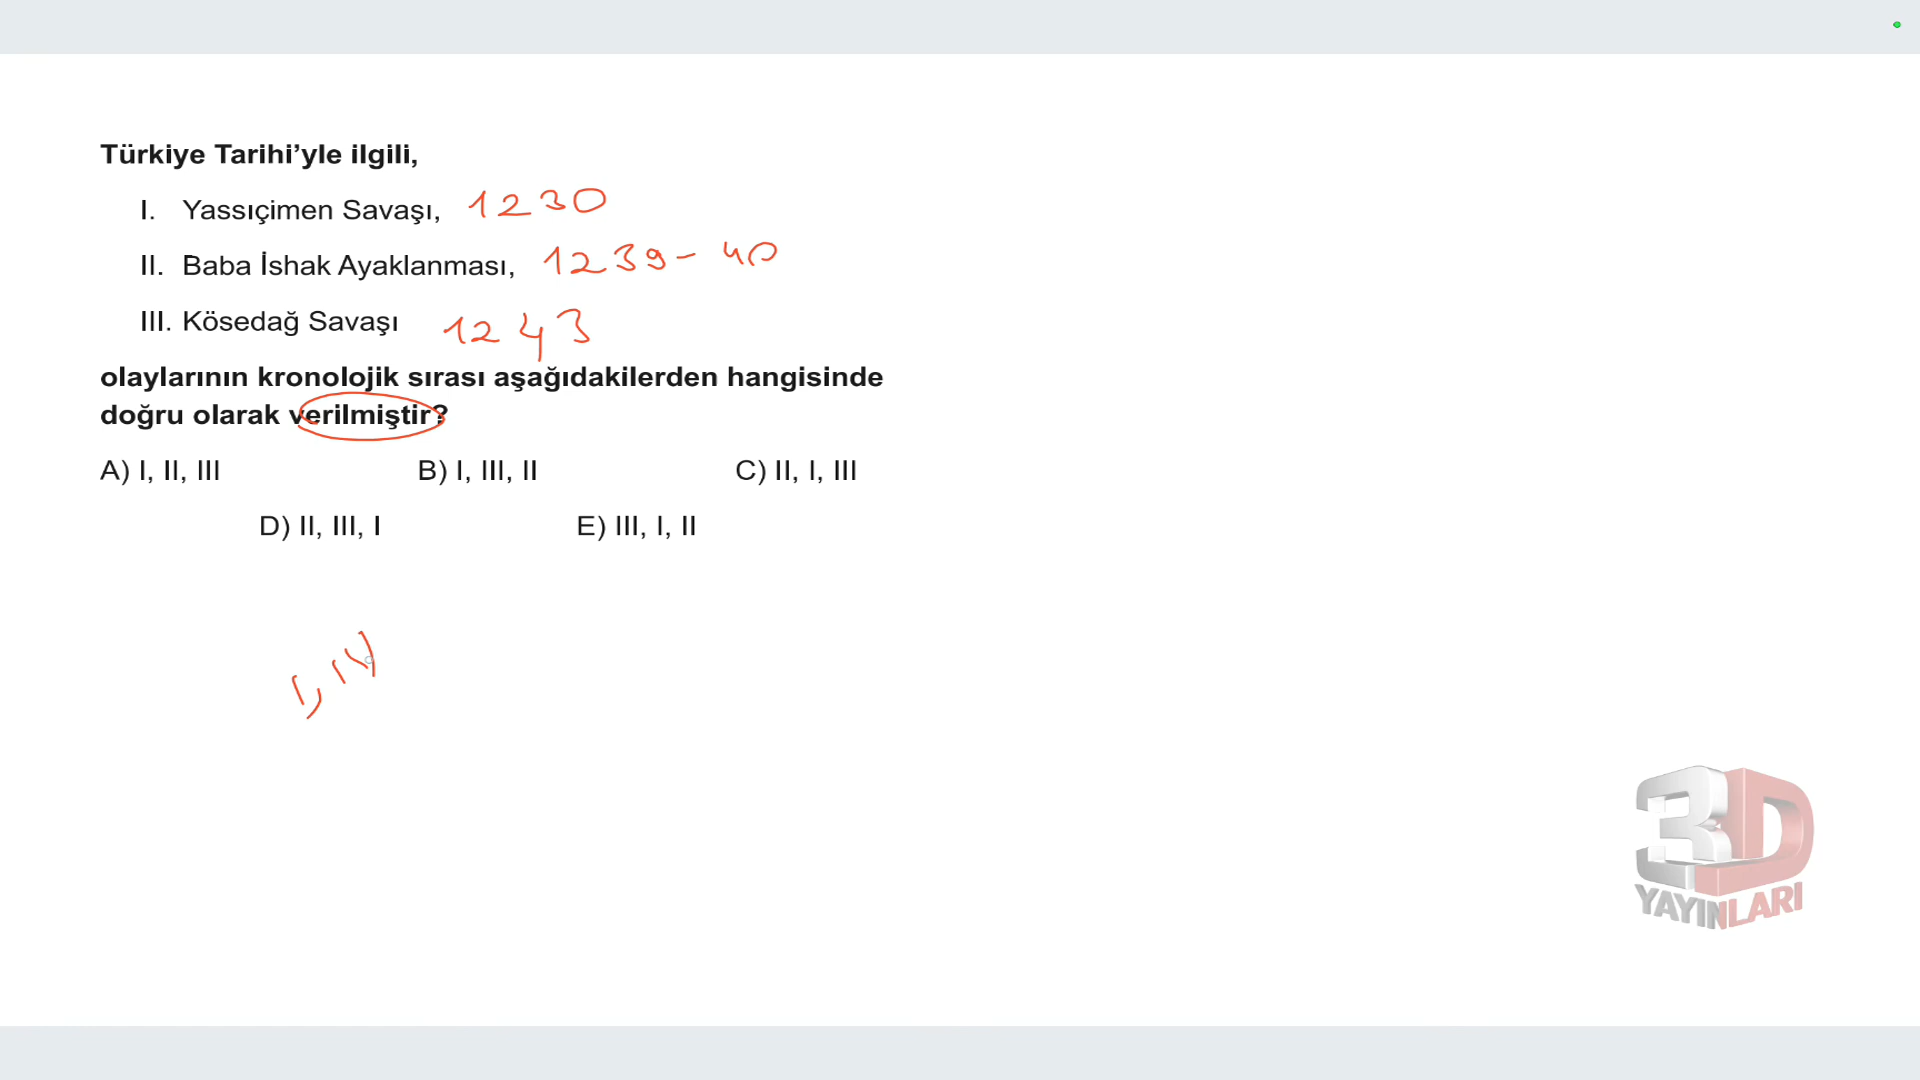 Türkiye Tarihi’yle ilgili,
I. Yassıçimen Savaşı, 1230
II. Baba İshak Ayaklanması, 1239 - 40
III. Kösedağ Savaşı 1243
olaylarının kronolojik sırası aşağıdakilerden hangisinde
doğru olarak verilmiştir?
A) I, II, III B) I, III, II C) II, I, III
D) II, III, I E) III, I, II
3D
YAYINLARI